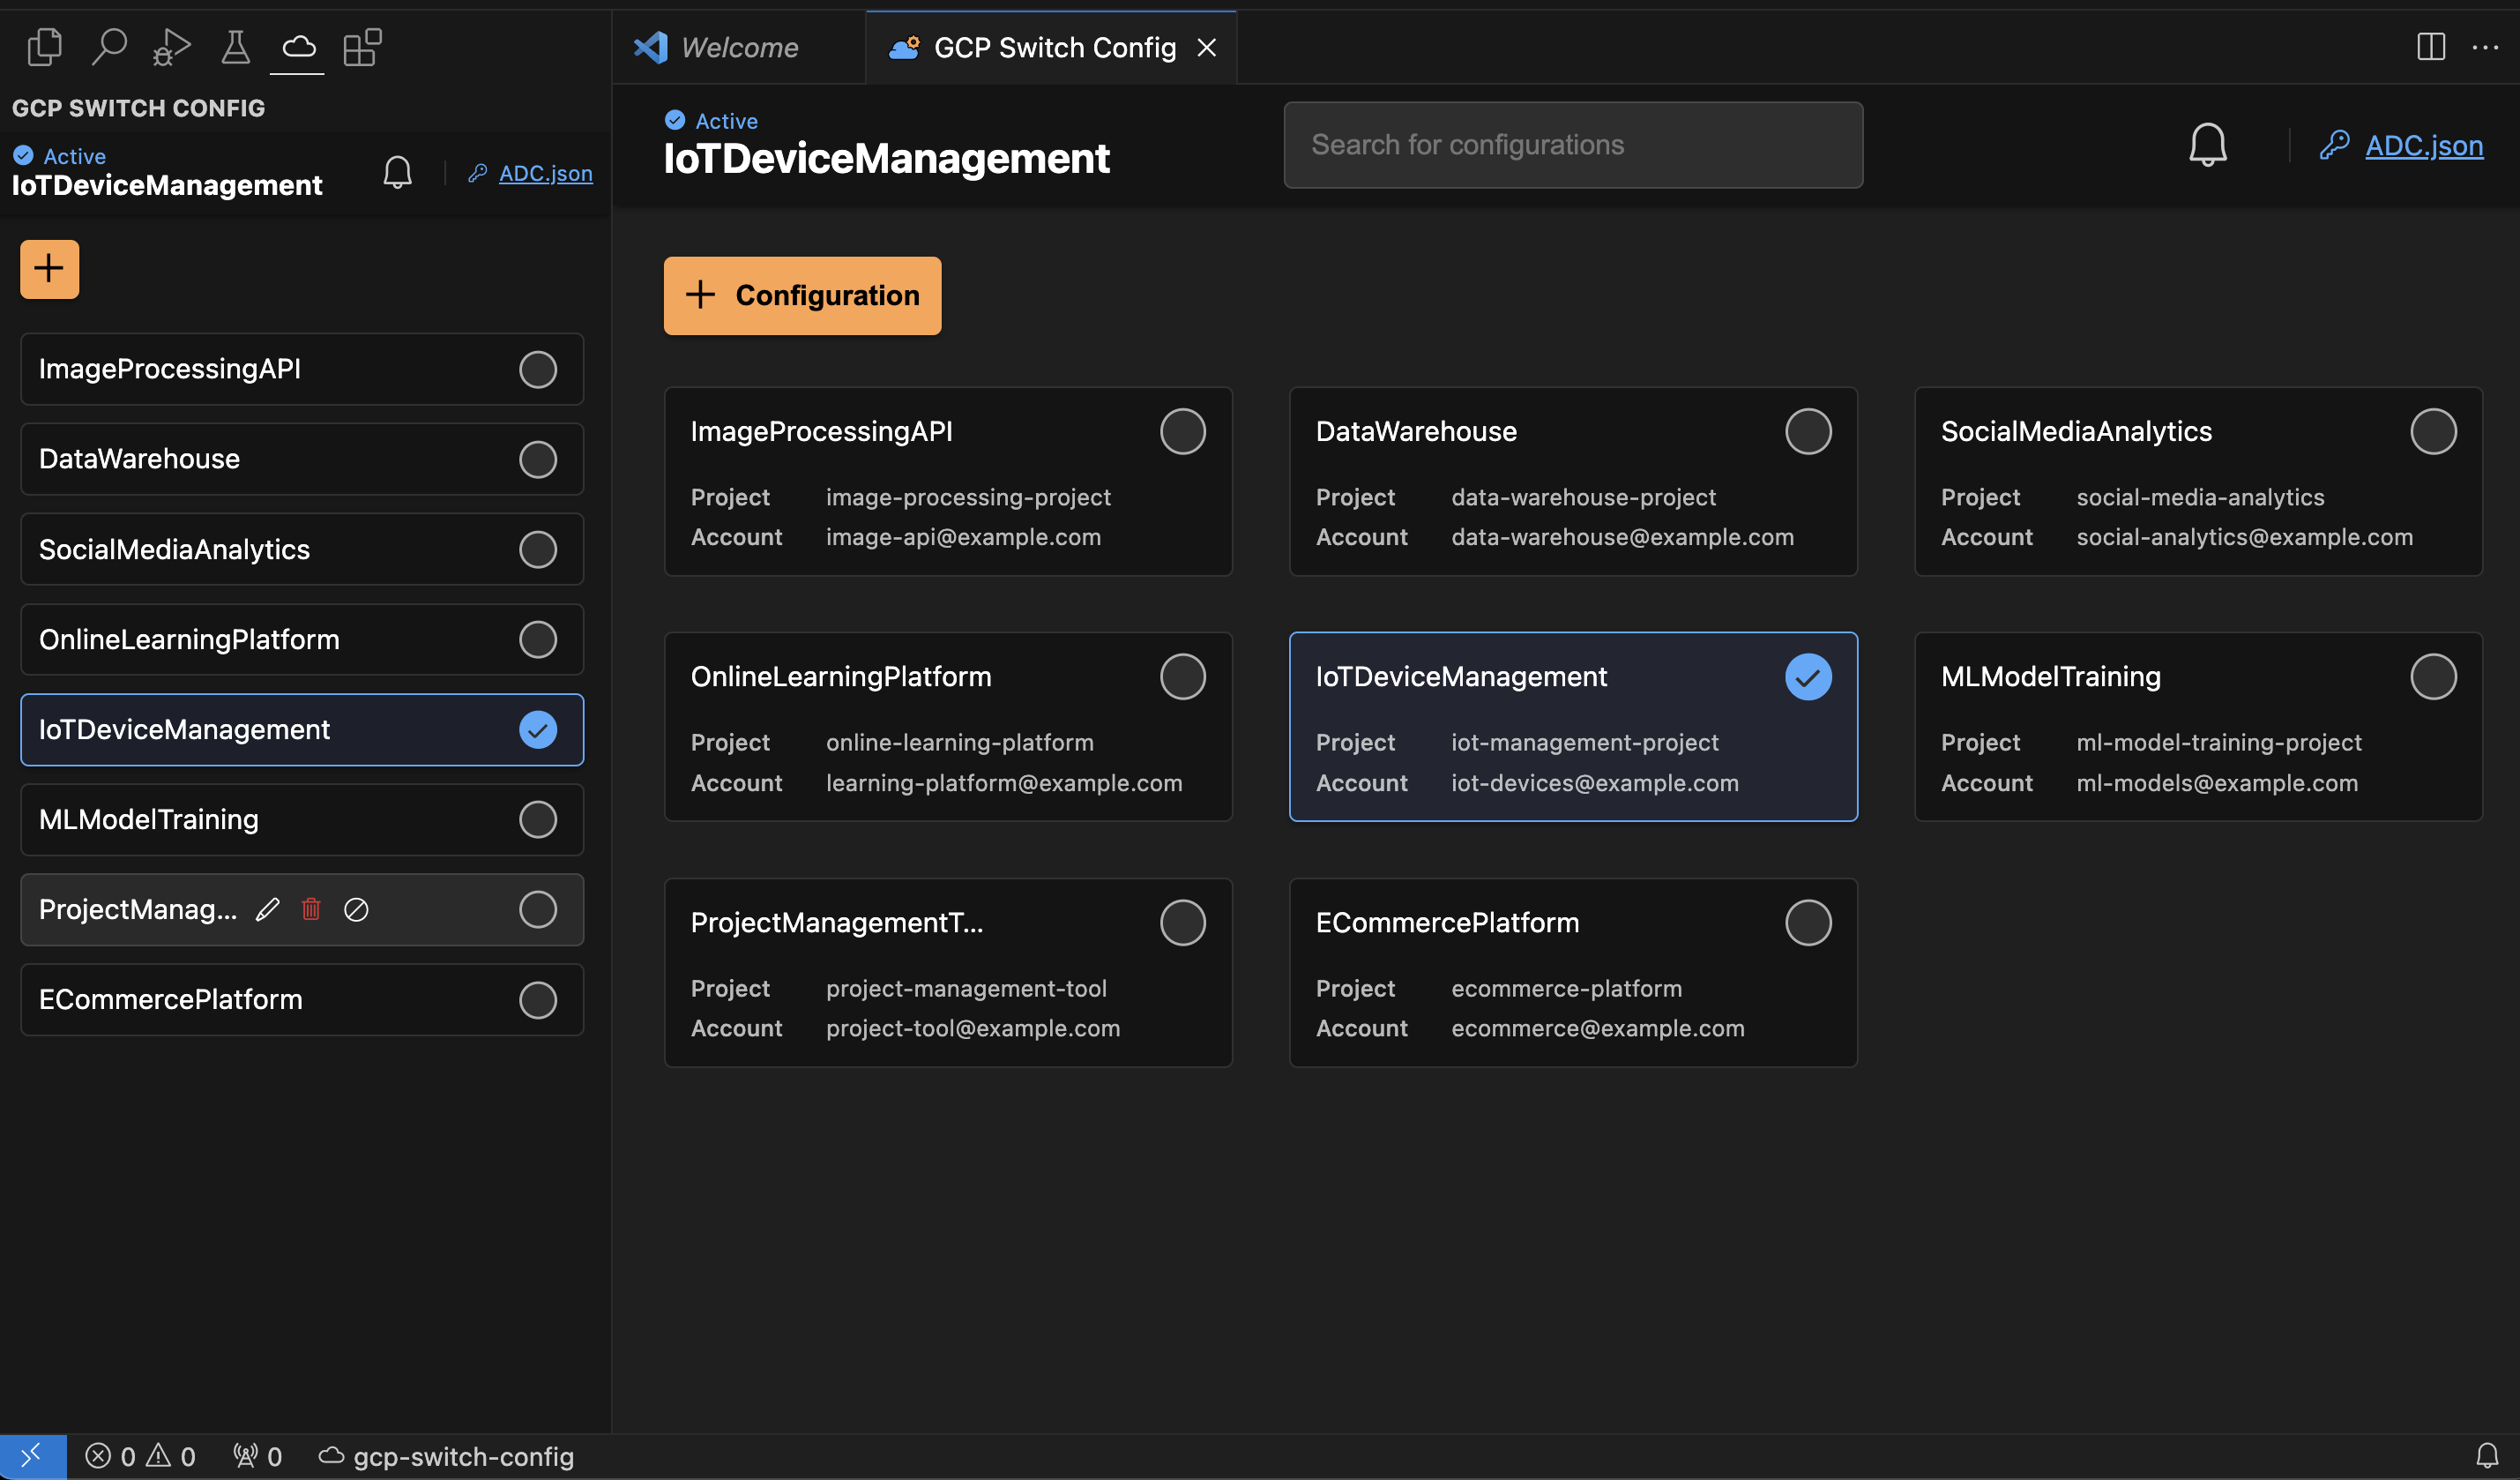 Welcome
GCP Switch Config
GCP SWITCH CONFIG
Active
IoTDeviceManagement
ADC.json
ImageProcessingAPI
DataWarehouse
SocialMediaAnalytics
OnlineLearningPlatform
IoTDeviceManagement
MLModelTraining
ProjectManag...
ECommercePlatform
Active
IoTDeviceManagement
Search for configurations
ADC.json
Configuration
ImageProcessingAPI
Project image-processing-project
Account image-api@example.com
DataWarehouse
Project data-warehouse-project
Account data-warehouse@example.com
SocialMediaAnalytics
Project social-media-analytics
Account social-analytics@example.com
OnlineLearningPlatform
Project online-learning-platform
Account learning-platform@example.com
IoTDeviceManagement
Project iot-management-project
Account iot-devices@example.com
MLModelTraining
Project ml-model-training-project
Account ml-models@example.com
ProjectManagementT...
Project project-management-tool
Account project-tool@example.com
ECommercePlatform
Project ecommerce-platform
Account ecommerce@example.com
0 0 0 gcp-switch-config